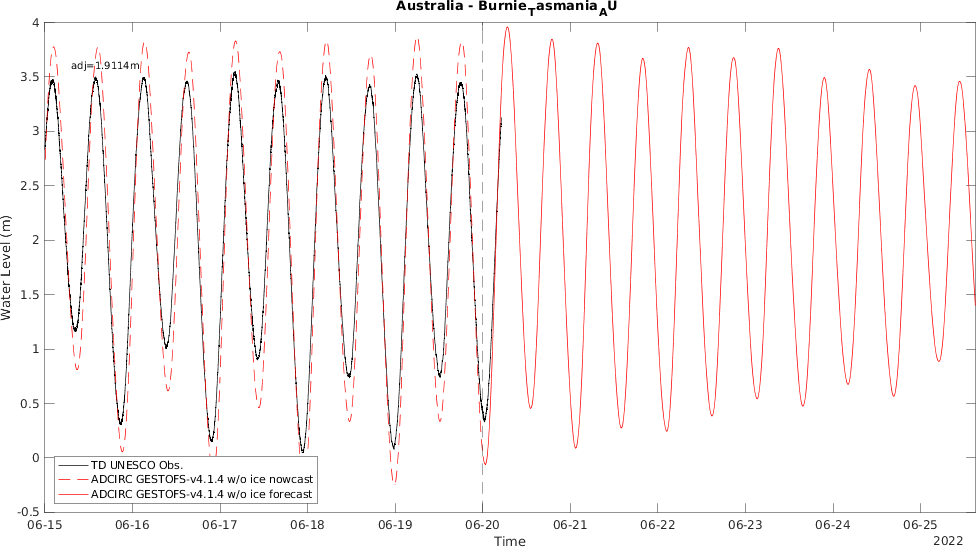 Australia - BurnieTasmaniaAU
4
3.5
3
2.5
2
1.5
1
0.5
0
-0.5
Water Level (m)
adj=1.9114m
TD UNESCO Obs.
ADCIRC GESTOFS-v4.1.4 w/o ice nowcast
ADCIRC GESTOFS-v4.1.4 w/o ice forecast
06-15 06-16 06-17 06-18 06-19 06-20 06-21 06-22 06-23 06-24 06-25
Time
2022